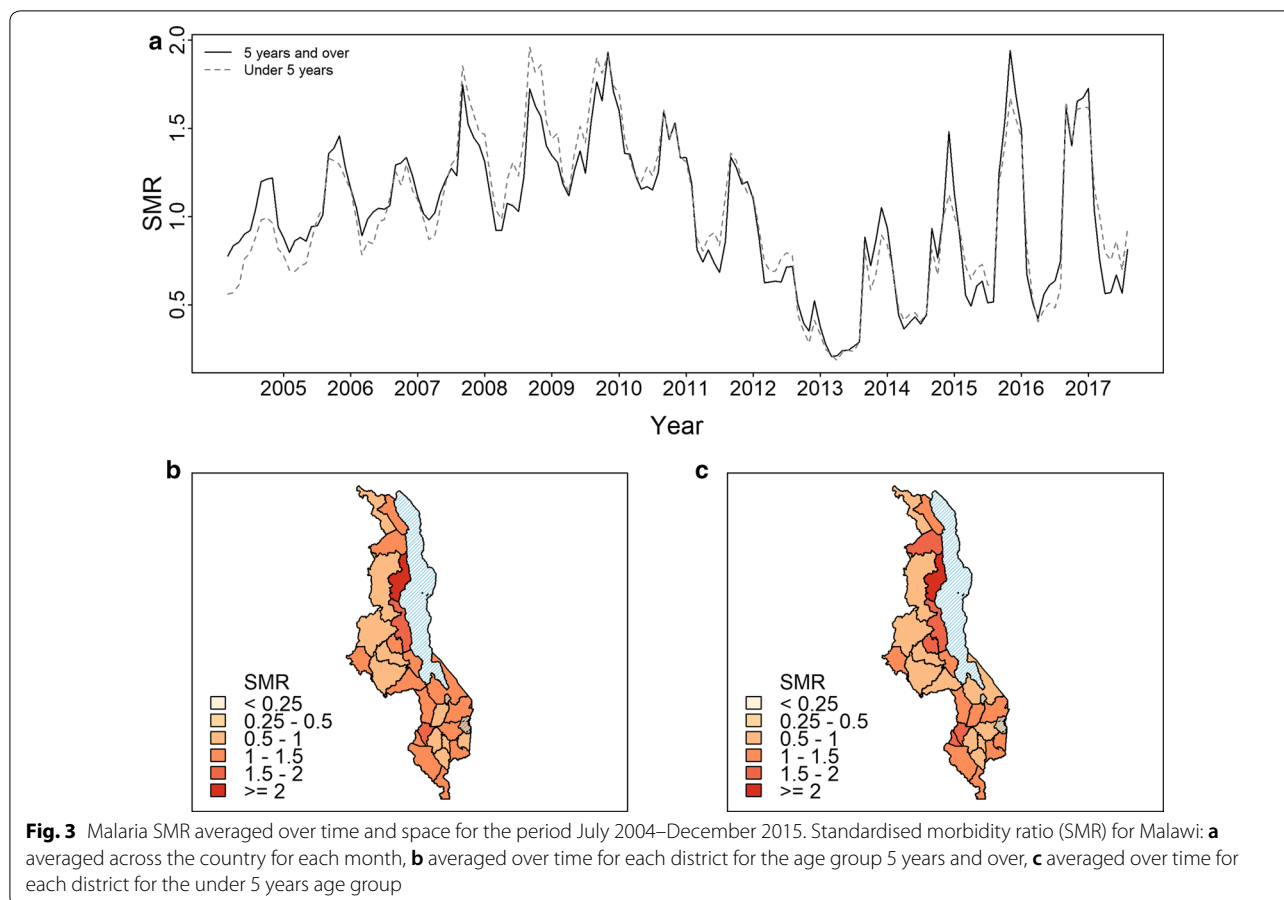 a
2.0
1.5
1.0
0.5
SMR
5 years and over
Under 5 years
2005 2006 2007 2008 2009 2010 2011 2012 2013 2014 2015 2016 2017
Year
b
SMR
< 0.25
0.25 - 0.5
0.5 - 1
1 - 1.5
1.5 - 2
>= 2
c
SMR
< 0.25
0.25 - 0.5
0.5 - 1
1 - 1.5
1.5 - 2
>= 2
Fig. 3 Malaria SMR averaged over time and space for the period July 2004–December 2015. Standardised morbidity ratio (SMR) for Malawi: a
averaged across the country for each month, b averaged over time for each district for the age group 5 years and over, c averaged over time for
each district for the under 5 years age group